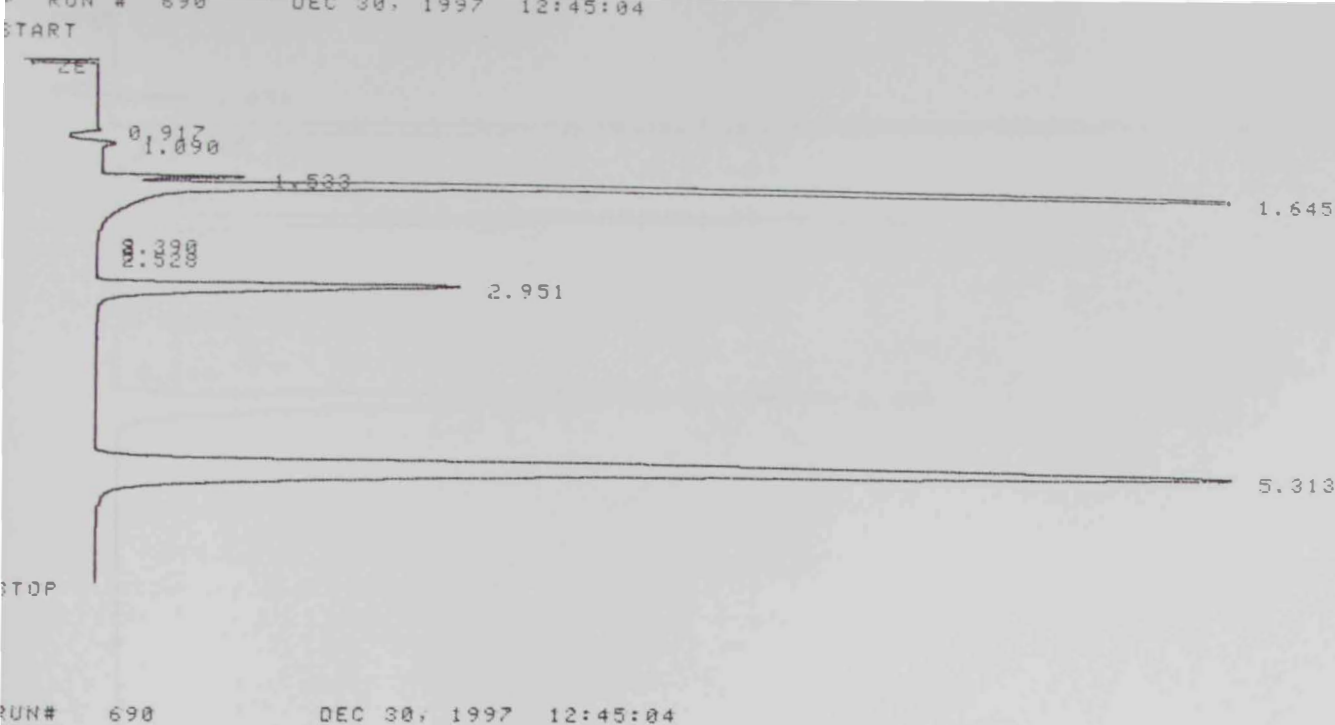 RUN # 690 DEC 30, 1997 12:45:04
START
0.917
1.090
1.533
1.645
2.528
2.951
5.313
STOP
RUN# 690 DEC 30, 1997 12:45:04